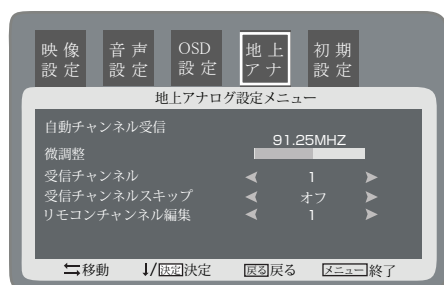 映像設定
音声設定
OSD設定
地上アナ
初期設定
地上アナログ設定メニュー
自動チャンネル受信
91.25MHZ
微調整
受信チャンネル ◀ 1 ▶
受信チャンネルスキップ ◀ オフ ▶
リモコンチャンネル編集 ◀ 1 ▶
⇆移動 ↓/決定決定 戻る戻る メニュー終了